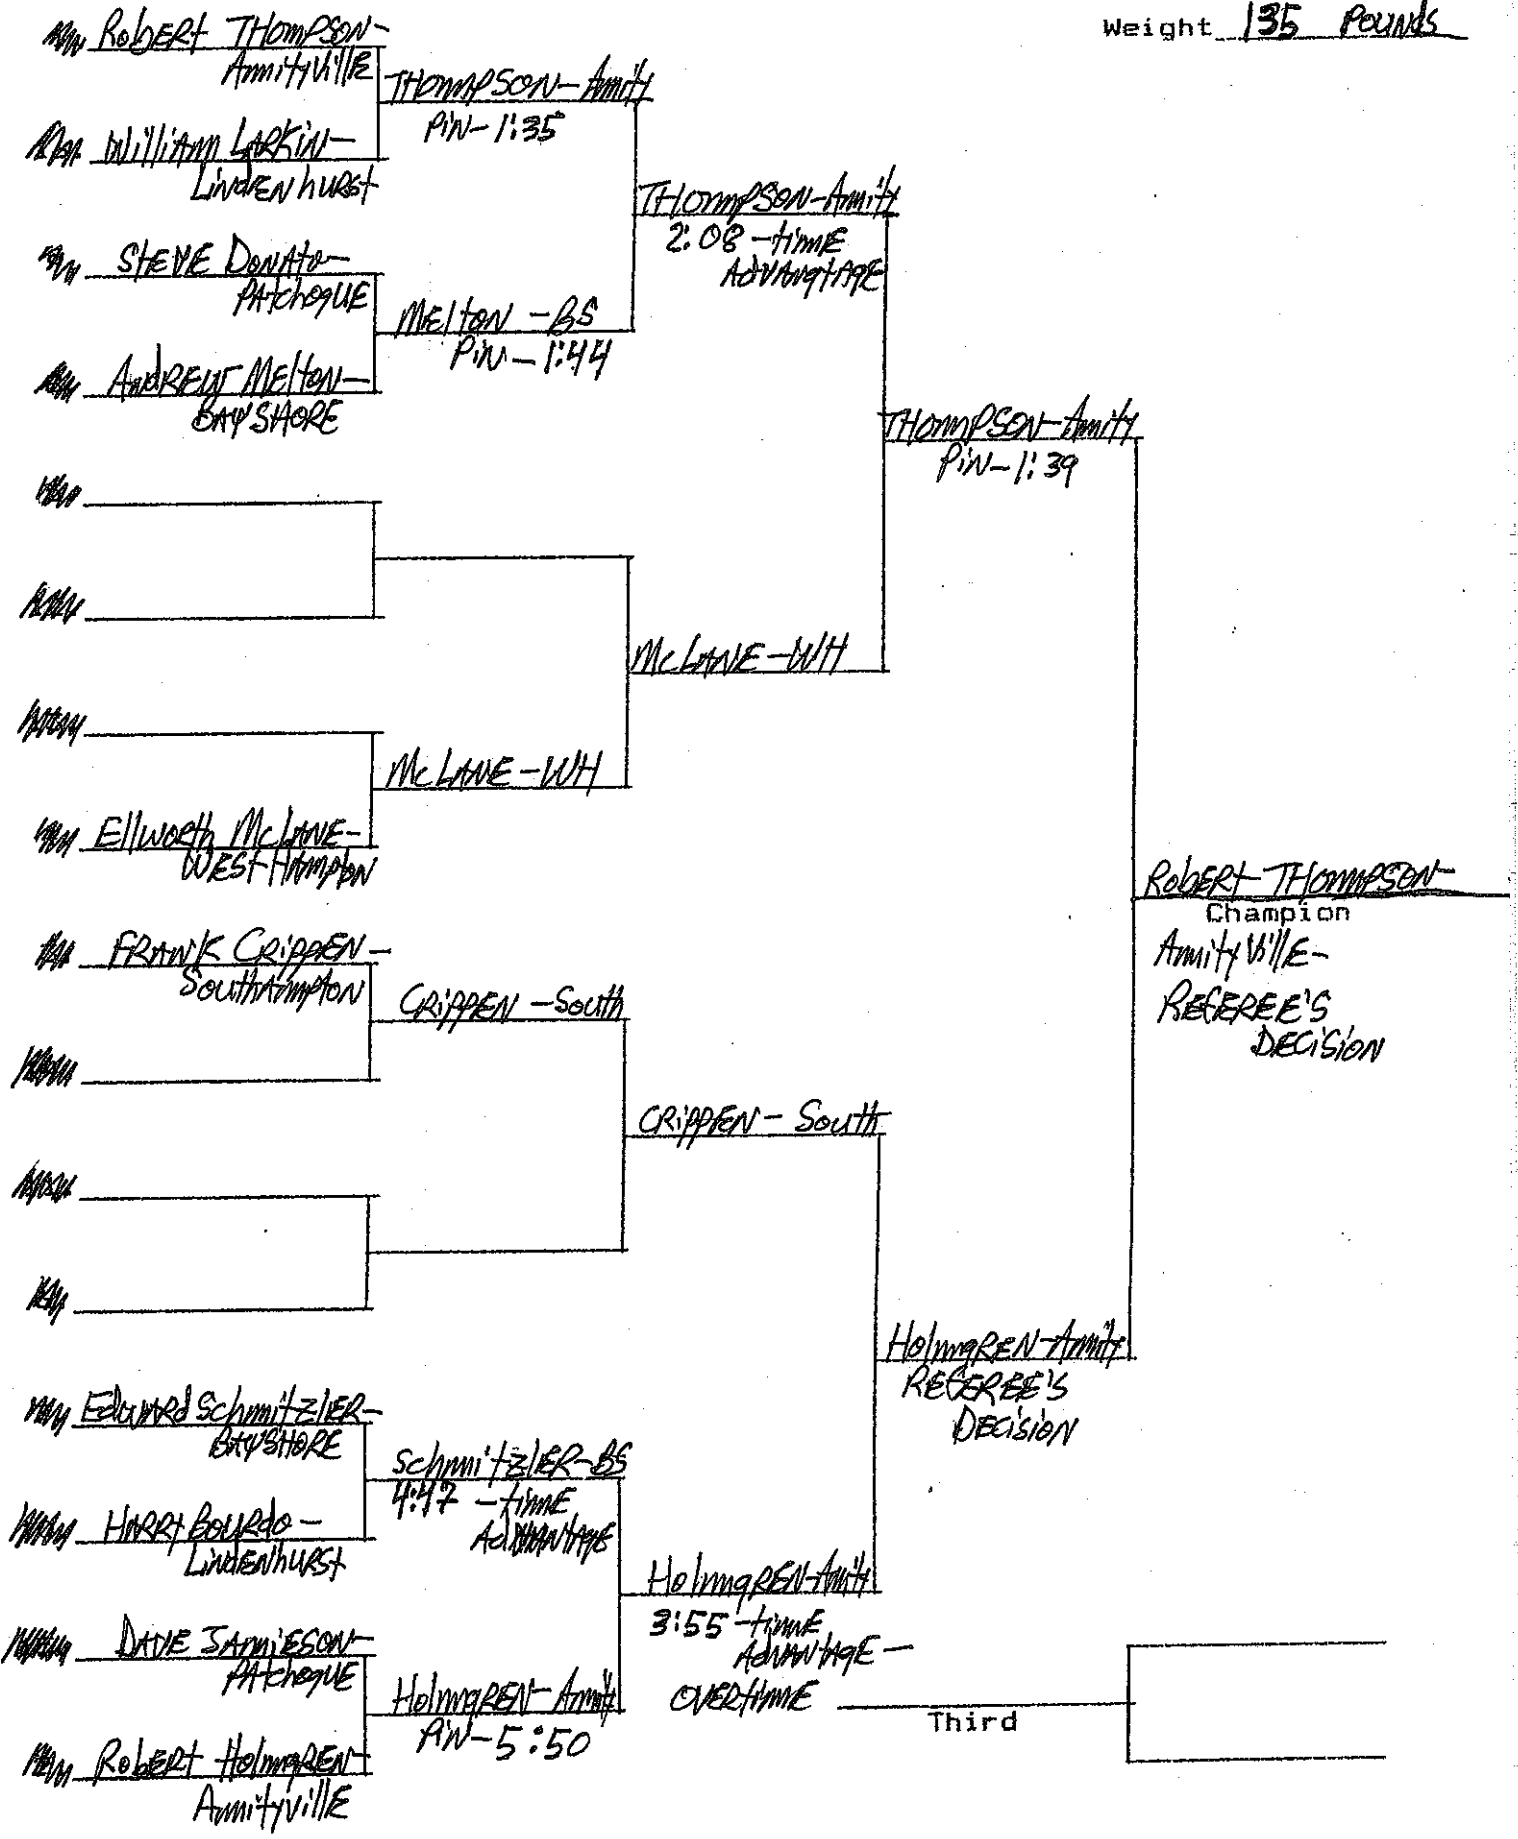 Weight 135 POUNDS
RobERt THOmpSON-
AmityVillE
THOmpSON-Amity
PiN-1:35
William LARKiN-
LindENhURSt
THOmpSON-Amity
2:08-timE
AdVANgtAgE
StEVE DONAto-
PAtchogUE
MEltON-BS
PiN-1:44
ANdREW MEltON-
BAYSHORE
THOmpSON-Amity
PiN-1:39
McLANE-WH
McLANE-WH
Ellworth McLANE-
WESt HAmptoN
RobERt THOmpSON-
Champion
AmityVillE-
REfEREE'S
DECiSiON
FRANK CRiPPEN-
SouthAmptoN
CRiPPEN-South
CRiPPEN-South
HolmgREN-Amity
REfEREE'S
DECiSiON
EdWARd SchmitzlER-
BAYSHORE
SchmitzlER-BS
4:47-timE
AdVANtAgE
HARRY BOURdo-
LindENhURSt
HolmgREN-Amity
3:55-timE
AdVANtAgE-
OVERtimE
DAVE JAmiESON-
PAtchogUE
HolmgREN-Amity
PiN-5:50
Third
RobERt HolmgREN-
AmityvillE